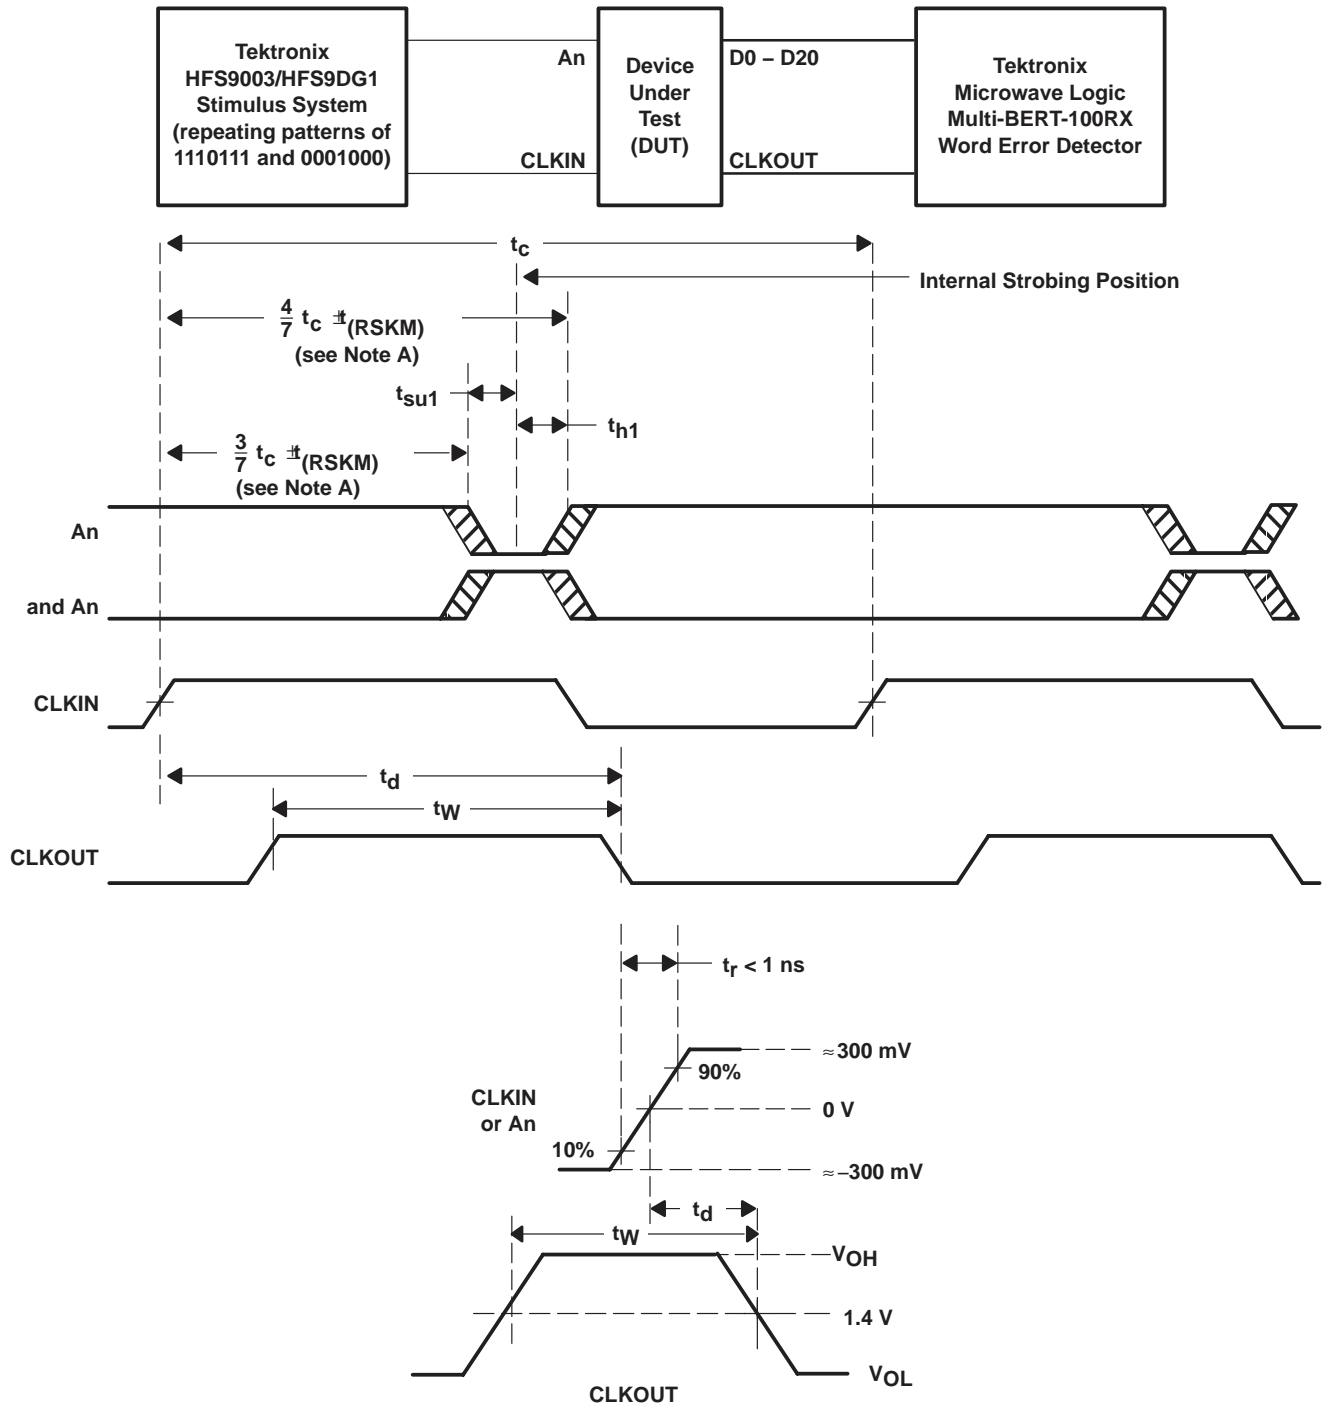 Tektronix
HFS9003/HFS9DG1
Stimulus System
(repeating patterns of
1110111 and 0001000)
An
CLKIN
Device
Under
Test
(DUT)
D0 – D20
CLKOUT
Tektronix
Microwave Logic
Multi-BERT-100RX
Word Error Detector
tc
Internal Strobing Position
4/7 tc ±t(RSKM)
(see Note A)
tsu1
th1
3/7 tc ±t(RSKM)
(see Note A)
An
and An
CLKIN
td
tW
CLKOUT
tr < 1 ns
≈300 mV
90%
CLKIN
or An
0 V
10%
≈–300 mV
td
tW
VOH
1.4 V
VOL
CLKOUT